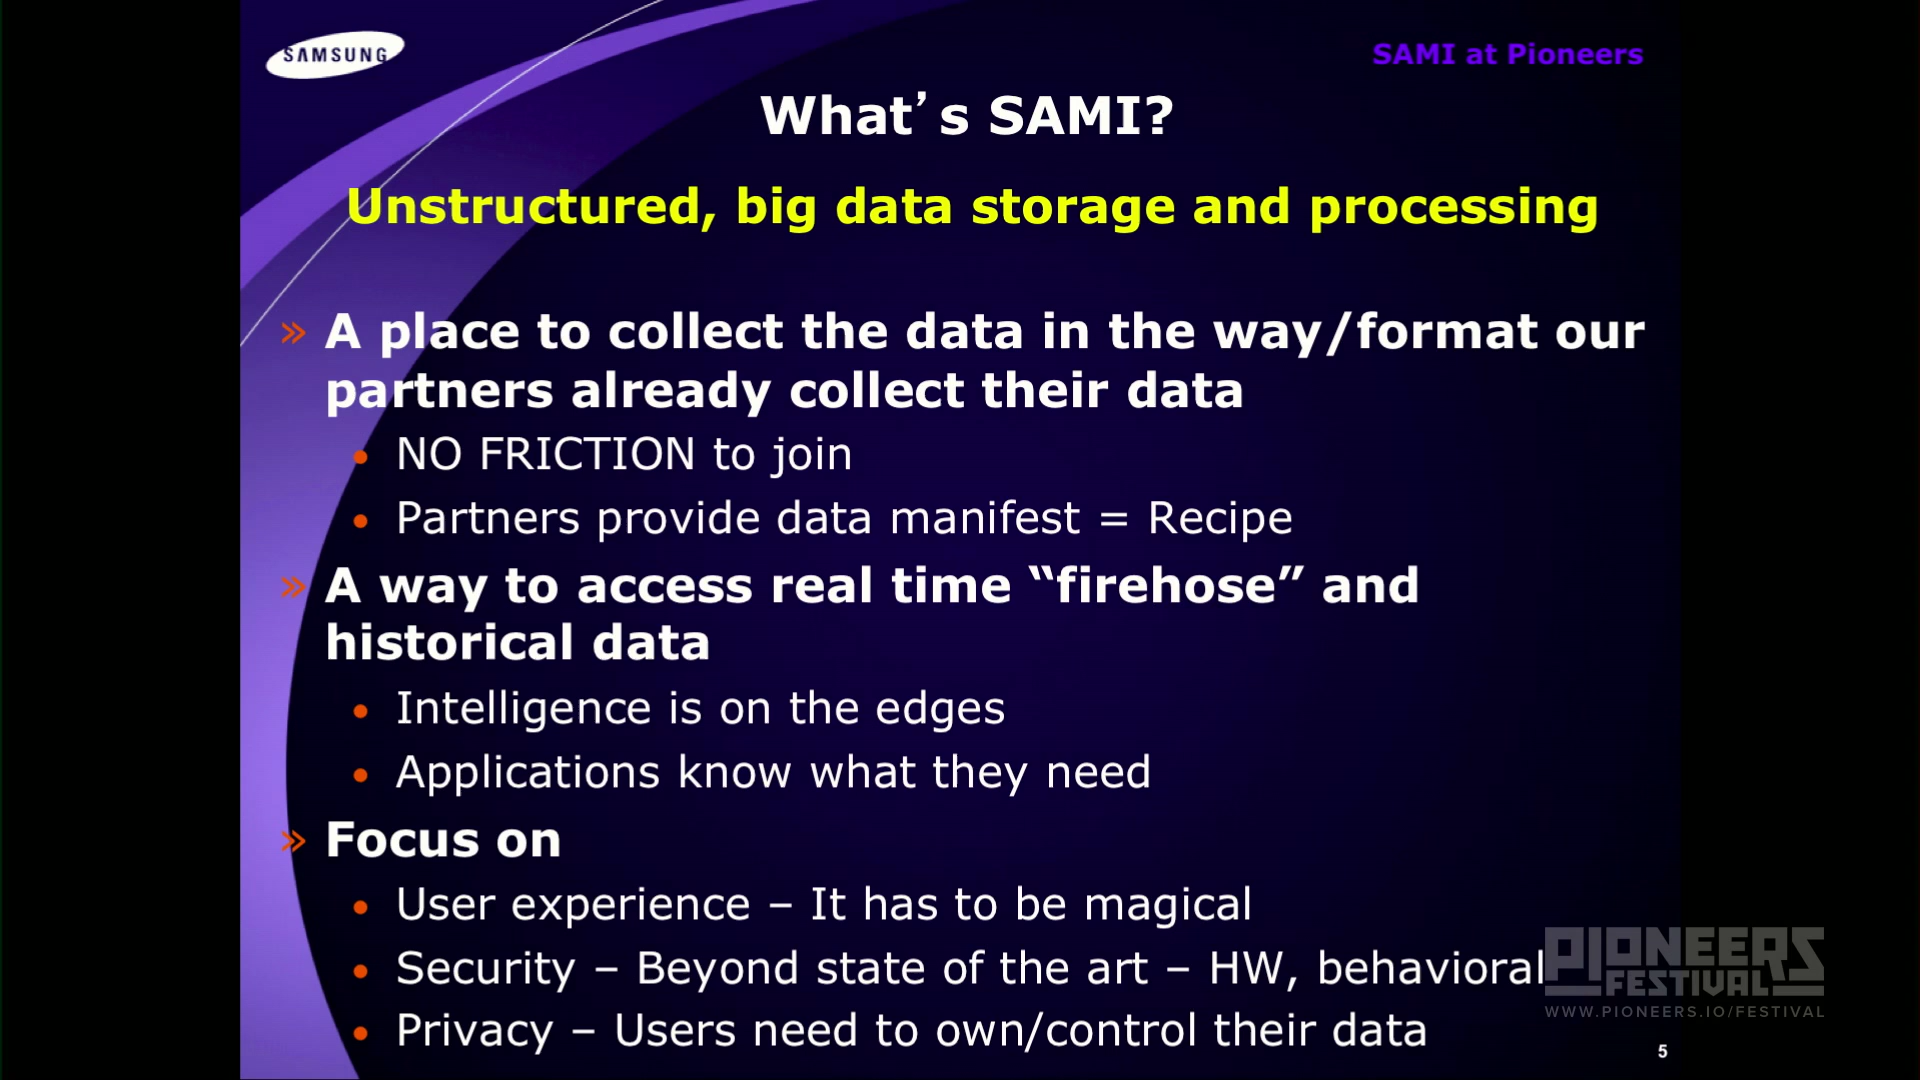 SAMSUNG
SAMI at Pioneers
What’s SAMI?
Unstructured, big data storage and processing
» A place to collect the data in the way/format our
partners already collect their data
• NO FRICTION to join
• Partners provide data manifest = Recipe
» A way to access real time “firehose” and
historical data
• Intelligence is on the edges
• Applications know what they need
» Focus on
• User experience – It has to be magical
• Security – Beyond state of the art – HW, behavioral
• Privacy – Users need to own/control their data
PIONEERS
FESTIVAL
WWW.PIONEERS.IO/FESTIVAL
5